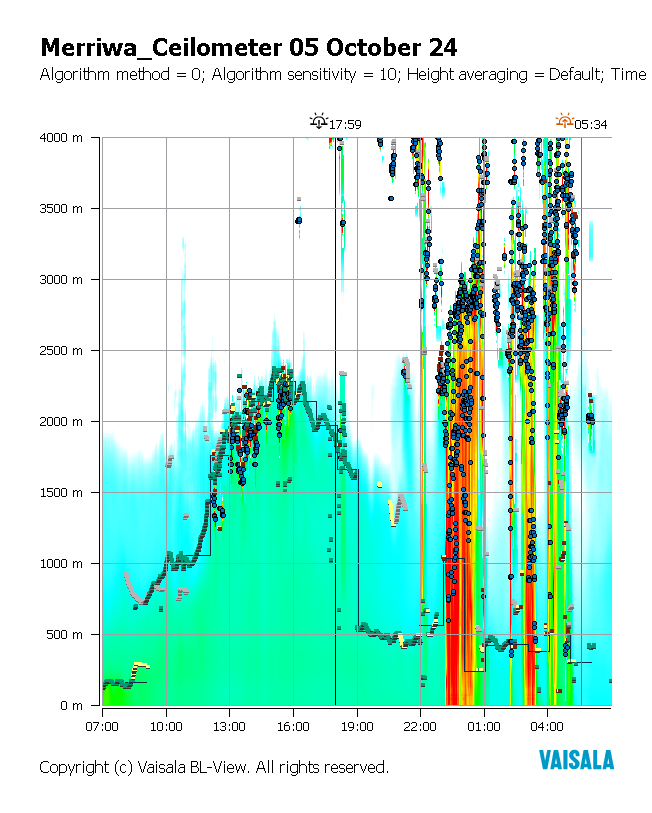 Merriwa_Ceilometer 05 October 24
Algorithm method = 0; Algorithm sensitivity = 10; Height averaging = Default; Time
17:59
05:34
4000 m
3500 m
3000 m
2500 m
2000 m
1500 m
1000 m
500 m
0 m
07:00 10:00 13:00 16:00 19:00 22:00 01:00 04:00
VAISALA
Copyright (c) Vaisala BL-View. All rights reserved.